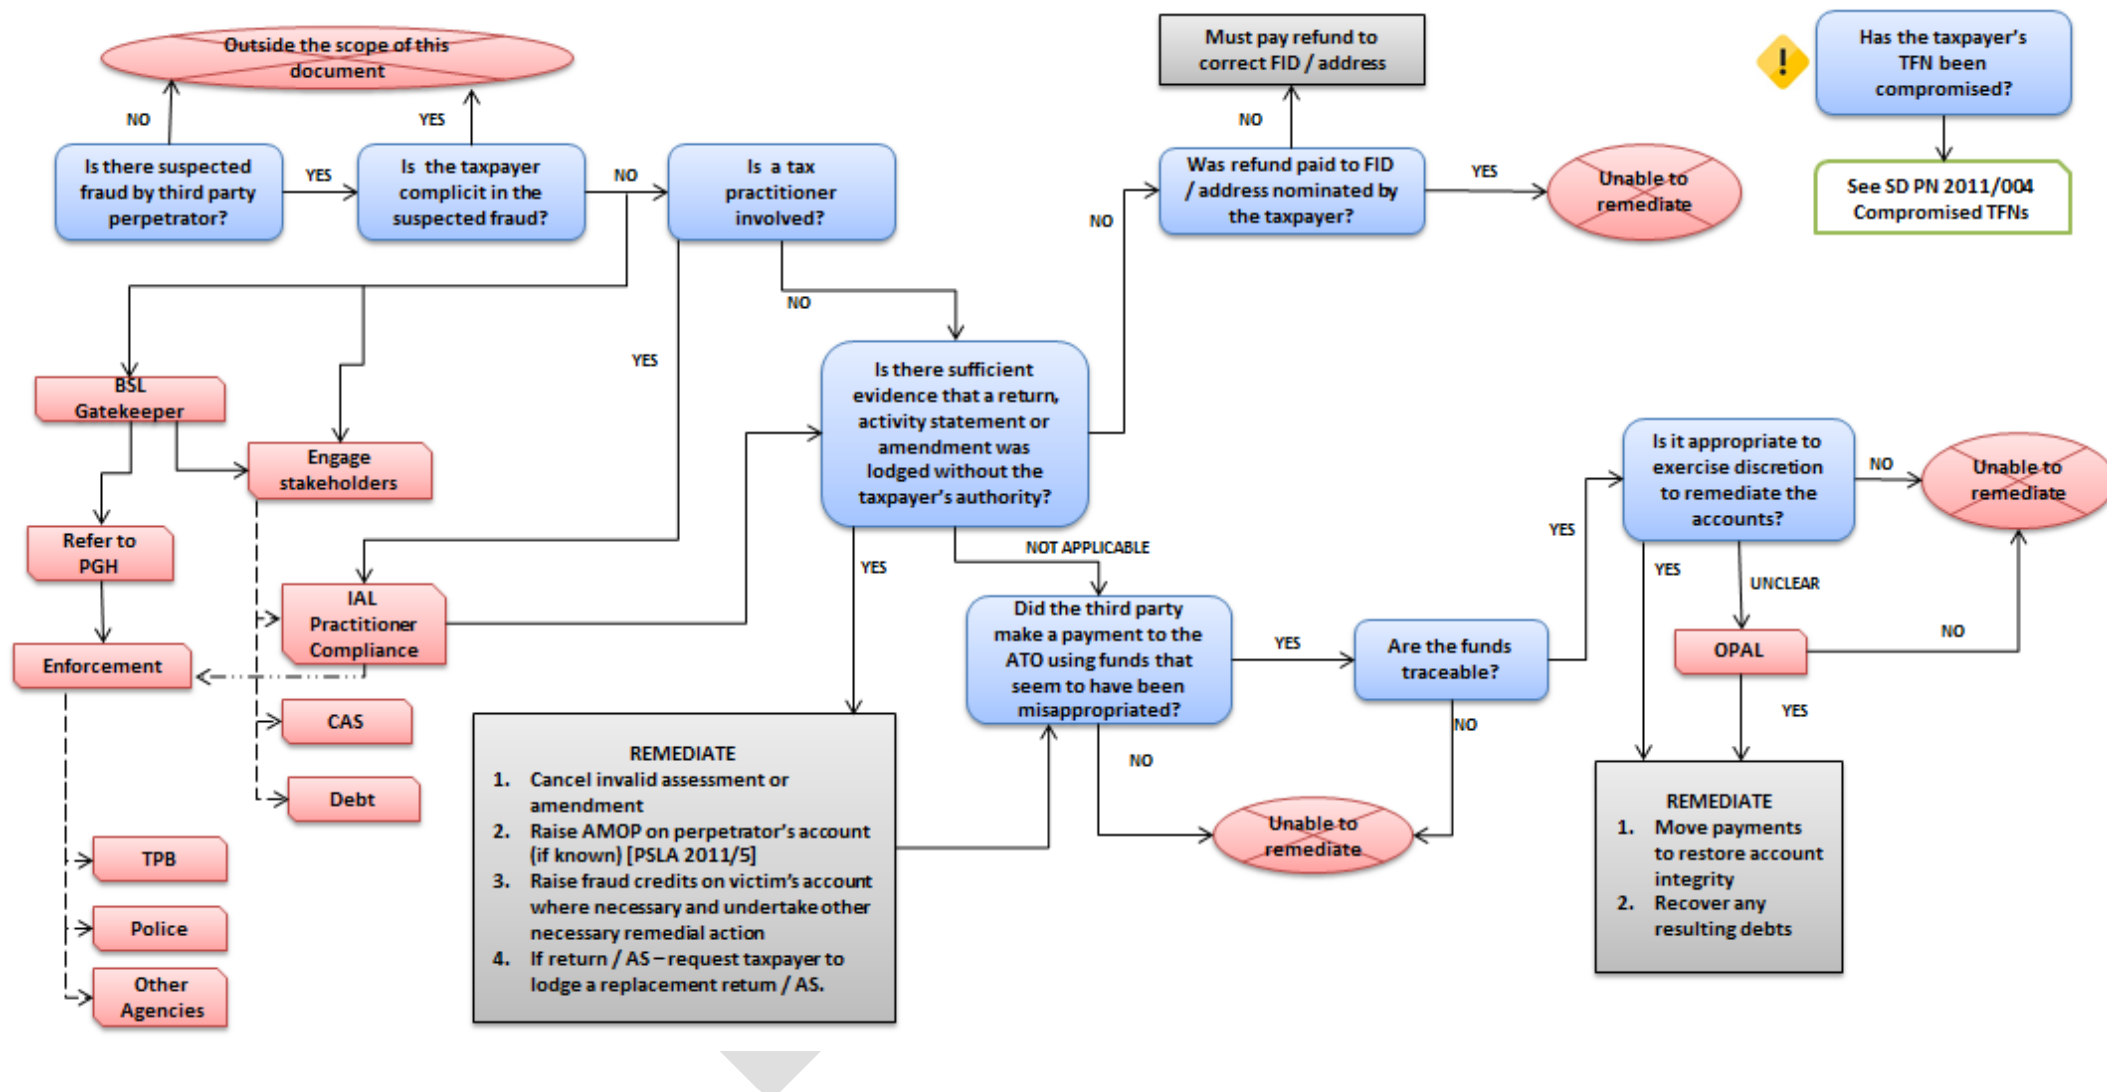 Outside the scope of this
document
NO
YES
Is there suspected
fraud by third party
perpetrator?
YES
Is the taxpayer
complicit in the
suspected fraud?
NO
Is a tax
practitioner
involved?
Must pay refund to
correct FID / address
NO
Was refund paid to FID
/ address nominated by
the taxpayer?
YES
Unable to
remediate
!
Has the taxpayer's
TFN been
compromised?
See SD PN 2011/004
Compromised TFNs
NO
NO
YES
BSL
Gatekeeper
Engage
stakeholders
Refer to
PGH
Enforcement
IAL
Practitioner
Compliance
CAS
Debt
TPB
Police
Other
Agencies
Is there sufficient
evidence that a return,
activity statement or
amendment was
lodged without the
taxpayer's authority?
YES
NOT APPLICABLE
Did the third party
make a payment to the
ATO using funds that
seem to have been
misappropriated?
YES
Are the funds
traceable?
NO
NO
Unable to
remediate
YES
Is it appropriate to
exercise discretion
to remediate the
accounts?
NO
Unable to
remediate
YES
UNCLEAR
OPAL
NO
YES
REMEDIATE
1. Cancel invalid assessment or
amendment
2. Raise AMOP on perpetrator's account
(if known) [PSLA 2011/5]
3. Raise fraud credits on victim's account
where necessary and undertake other
necessary remedial action
4. If return / AS – request taxpayer to
lodge a replacement return / AS.
REMEDIATE
1. Move payments
to restore account
integrity
2. Recover any
resulting debts